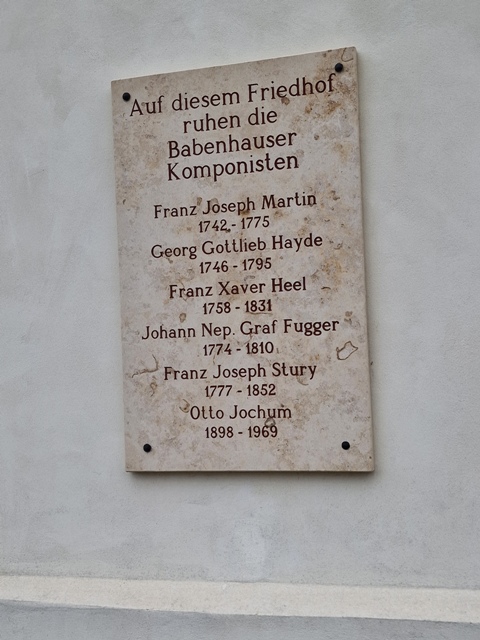 Auf diesem Friedhof
ruhen die
Babenhauser
Komponisten
Franz Joseph Martin
1742 - 1775
Georg Gottlieb Hayde
1746 - 1795
Franz Xaver Heel
1758 - 1831
Johann Nep. Graf Fugger
1774 - 1810
Franz Joseph Stury
1777 - 1852
Otto Jochum
1898 - 1969